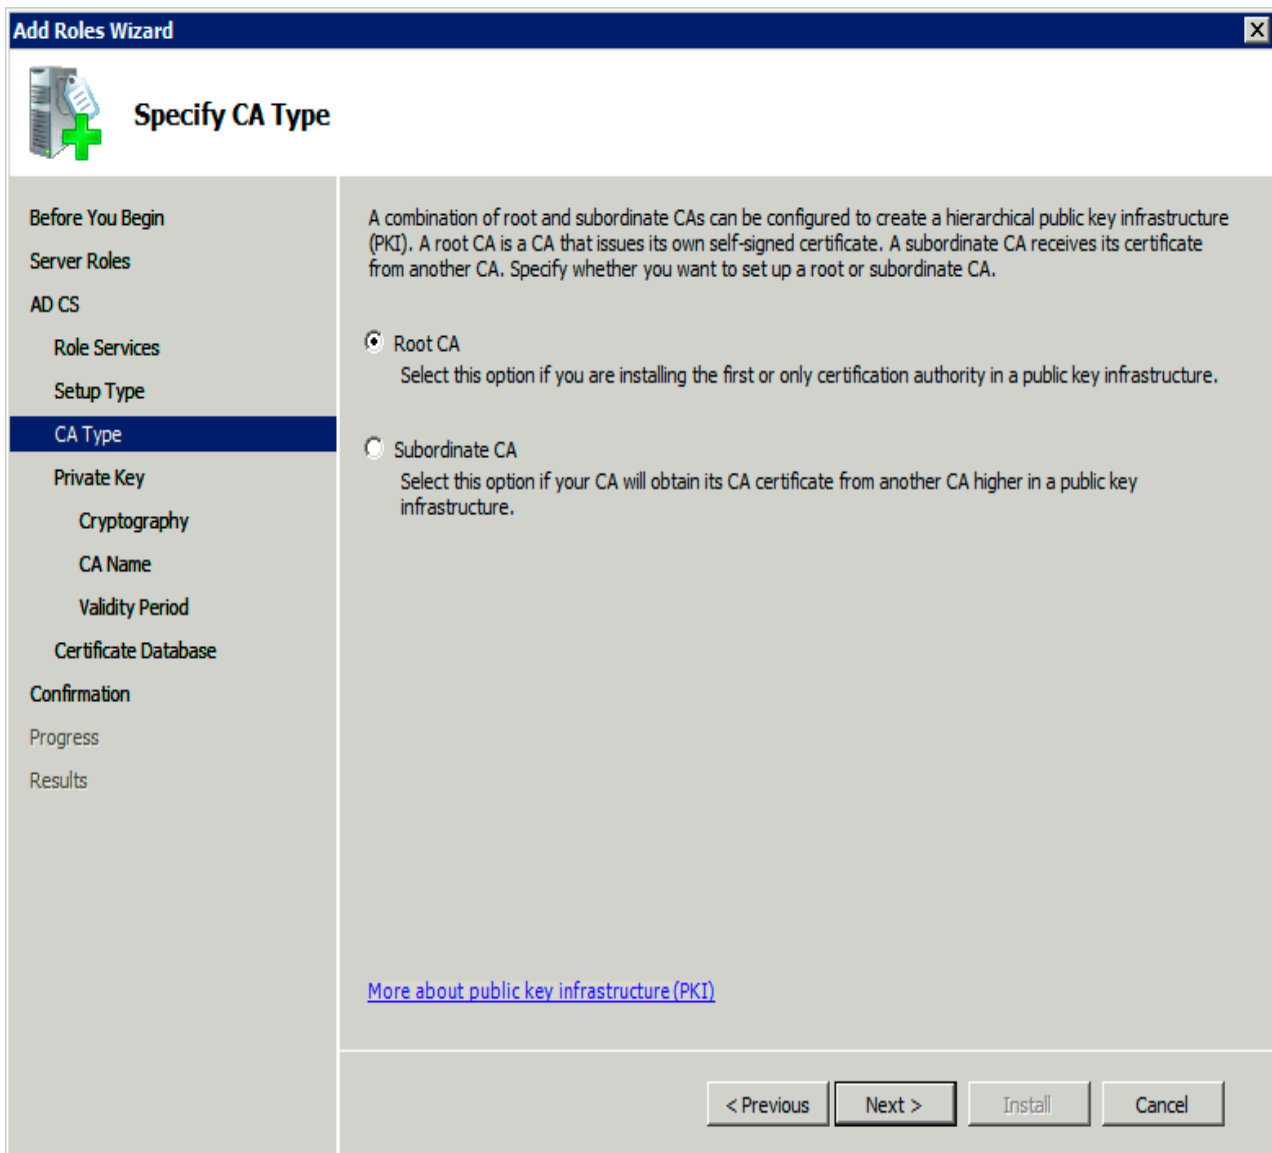 Add Roles Wizard
Specify CA Type
Before You Begin
Server Roles
AD CS
Role Services
Setup Type
CA Type
Private Key
Cryptography
CA Name
Validity Period
Certificate Database
Confirmation
Progress
Results
A combination of root and subordinate CAs can be configured to create a hierarchical public key infrastructure
(PKI). A root CA is a CA that issues its own self-signed certificate. A subordinate CA receives its certificate
from another CA. Specify whether you want to set up a root or subordinate CA.
Root CA
Select this option if you are installing the first or only certification authority in a public key infrastructure.
Subordinate CA
Select this option if your CA will obtain its CA certificate from another CA higher in a public key
infrastructure.
More about public key infrastructure (PKI)
< Previous
Next >
Install
Cancel